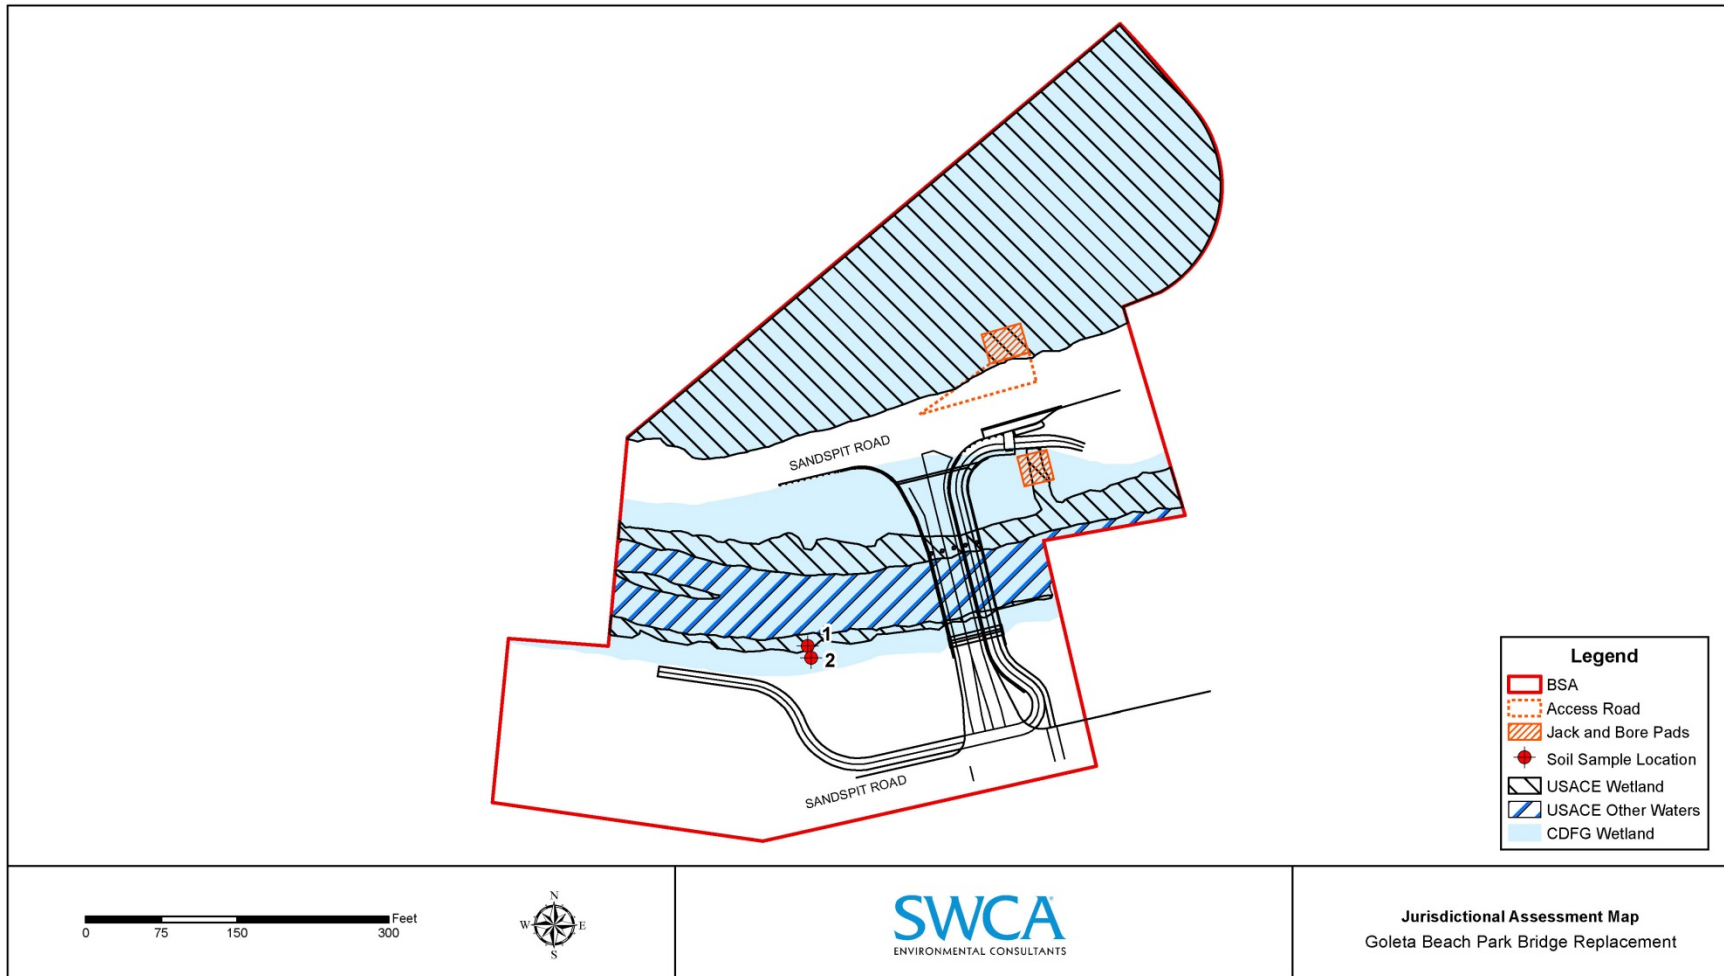 SANDSPIT ROAD
1
2
SANDSPIT ROAD
Legend
BSA
Access Road
Jack and Bore Pads
Soil Sample Location
USACE Wetland
USACE Other Waters
CDFG Wetland
Feet
0 75 150 300
N
W E
S
SWCA
ENVIRONMENTAL CONSULTANTS
Jurisdictional Assessment Map
Goleta Beach Park Bridge Replacement